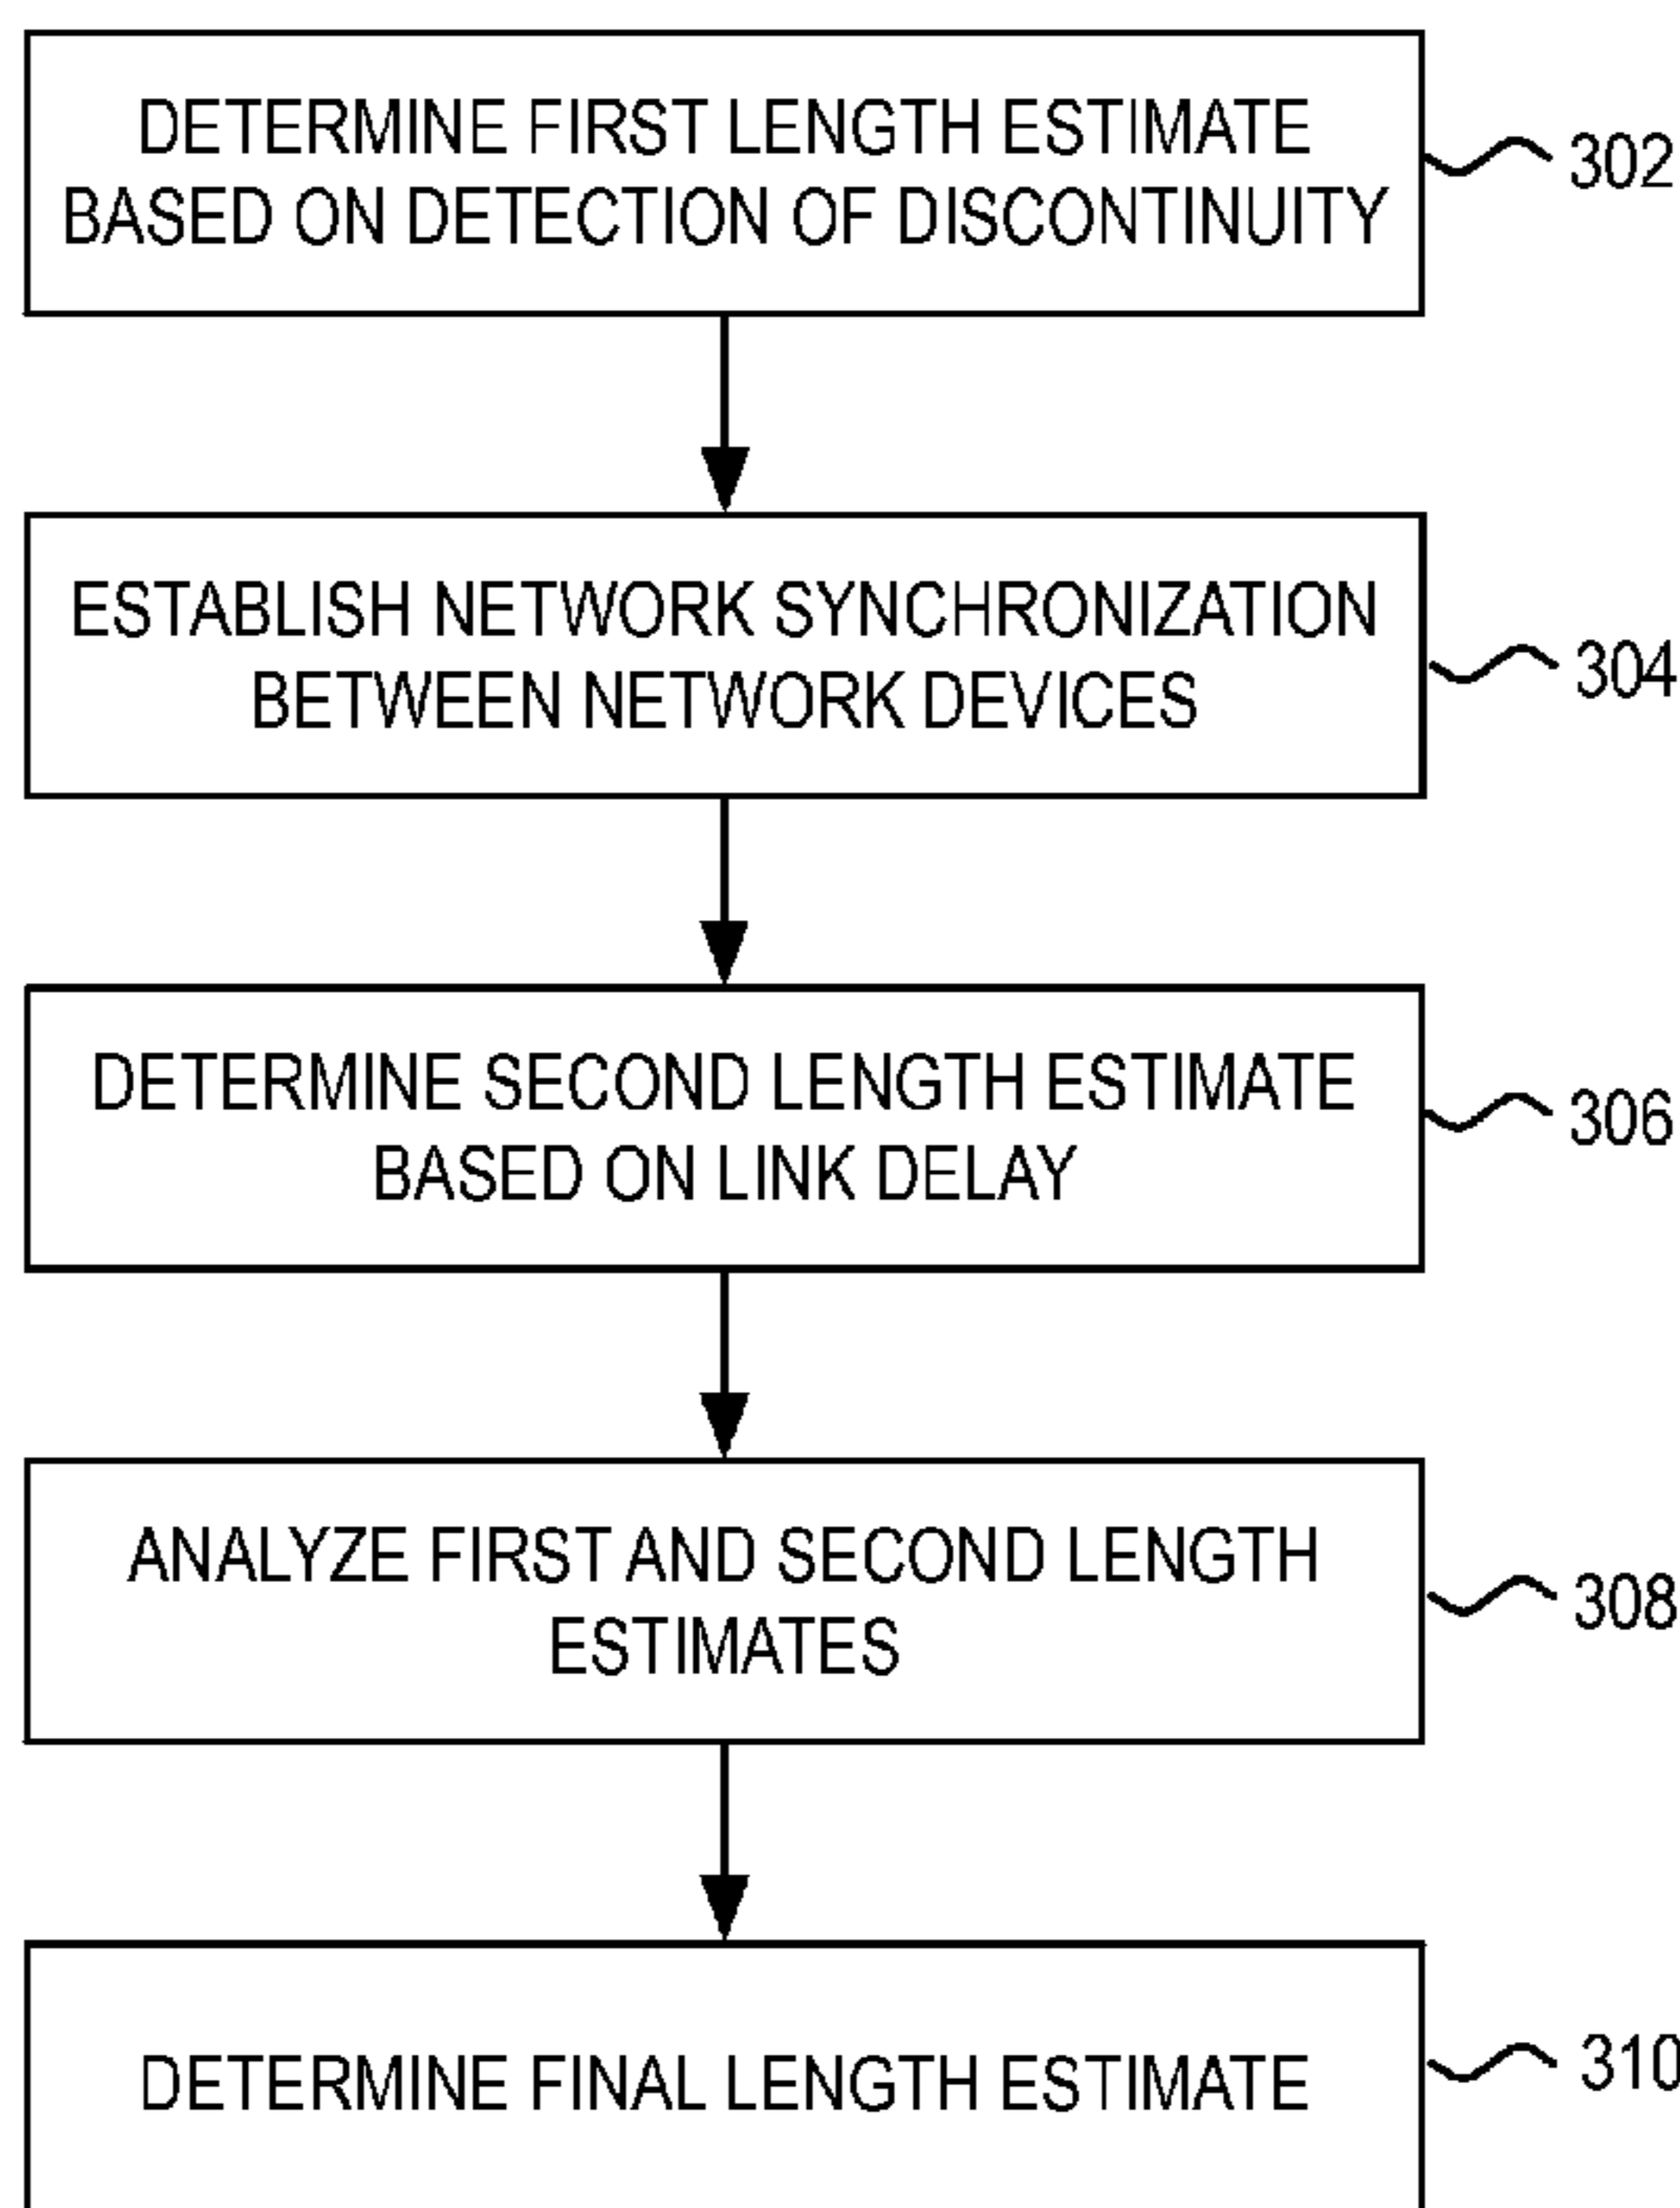 DETERMINE FIRST LENGTH ESTIMATE
BASED ON DETECTION OF DISCONTINUITY
302
ESTABLISH NETWORK SYNCHRONIZATION
BETWEEN NETWORK DEVICES
304
DETERMINE SECOND LENGTH ESTIMATE
BASED ON LINK DELAY
306
ANALYZE FIRST AND SECOND LENGTH
ESTIMATES
308
DETERMINE FINAL LENGTH ESTIMATE
310